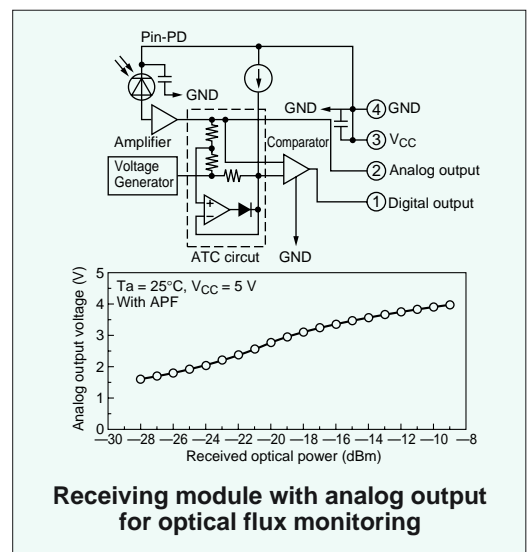 Pin-PD
GND
GND
④ GND
③ VCC
② Analog output
① Digital output
Amplifier
Comparator
Voltage
Generator
+
−
ATC circut
GND
Ta = 25°C, VCC = 5 V
With APF
Analog output voltage (V)
5
4
3
2
1
0
—30 —28 —26 —24 —22 —20 —18 —16 —14 —12 —10 —8
Received optical power (dBm)
Receiving module with analog output
for optical flux monitoring